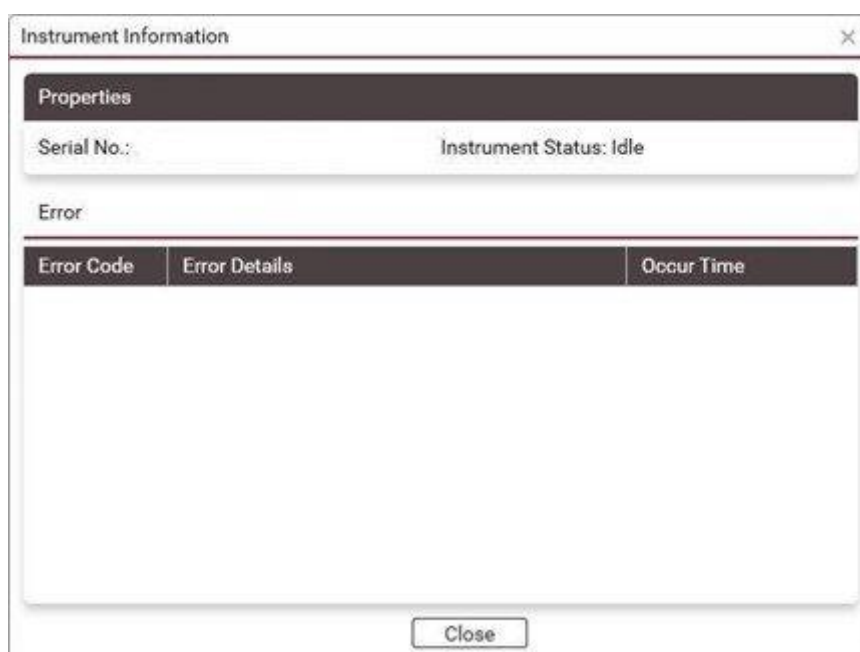 Instrument Information
Properties
Serial No.: Instrument Status: Idle
Error
Error Code Error Details Occur Time
Close